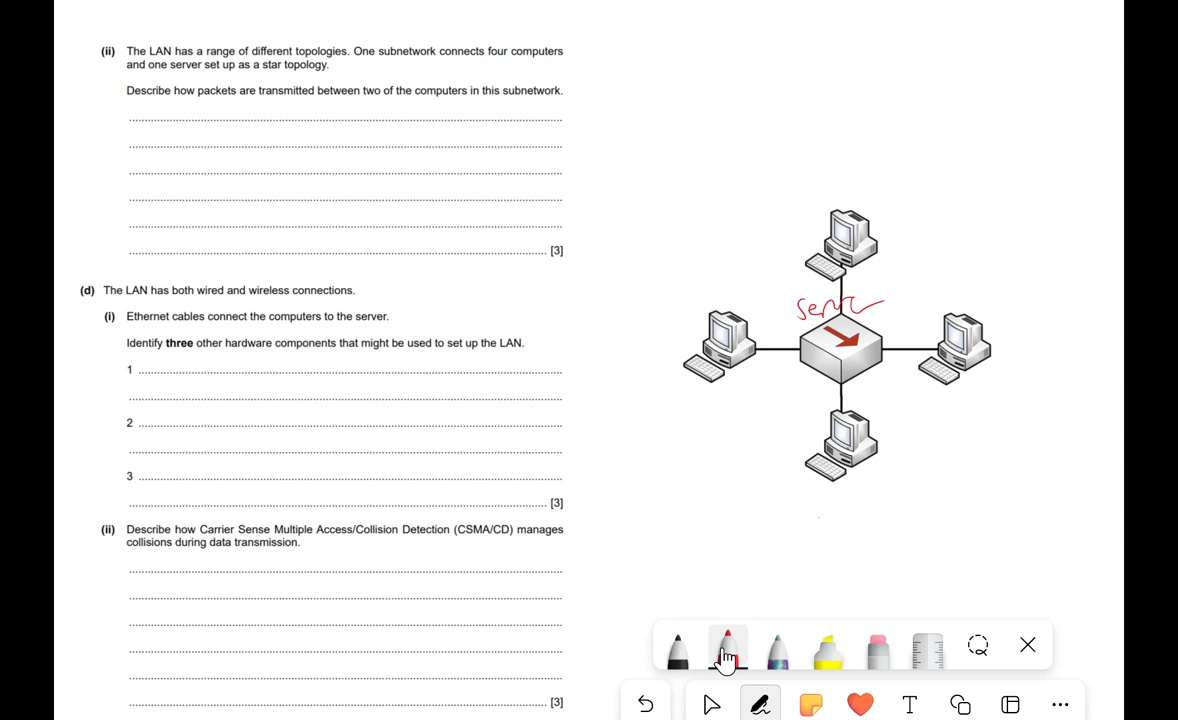 (ii) The LAN has a range of different topologies. One subnetwork connects four computers
and one server set up as a star topology.
Describe how packets are transmitted between two of the computers in this subnetwork.
[3]
(d) The LAN has both wired and wireless connections.
(i) Ethernet cables connect the computers to the server.
Identify three other hardware components that might be used to set up the LAN.
1
2
3
[3]
(ii) Describe how Carrier Sense Multiple Access/Collision Detection (CSMA/CD) manages
collisions during data transmission.
[3]
T